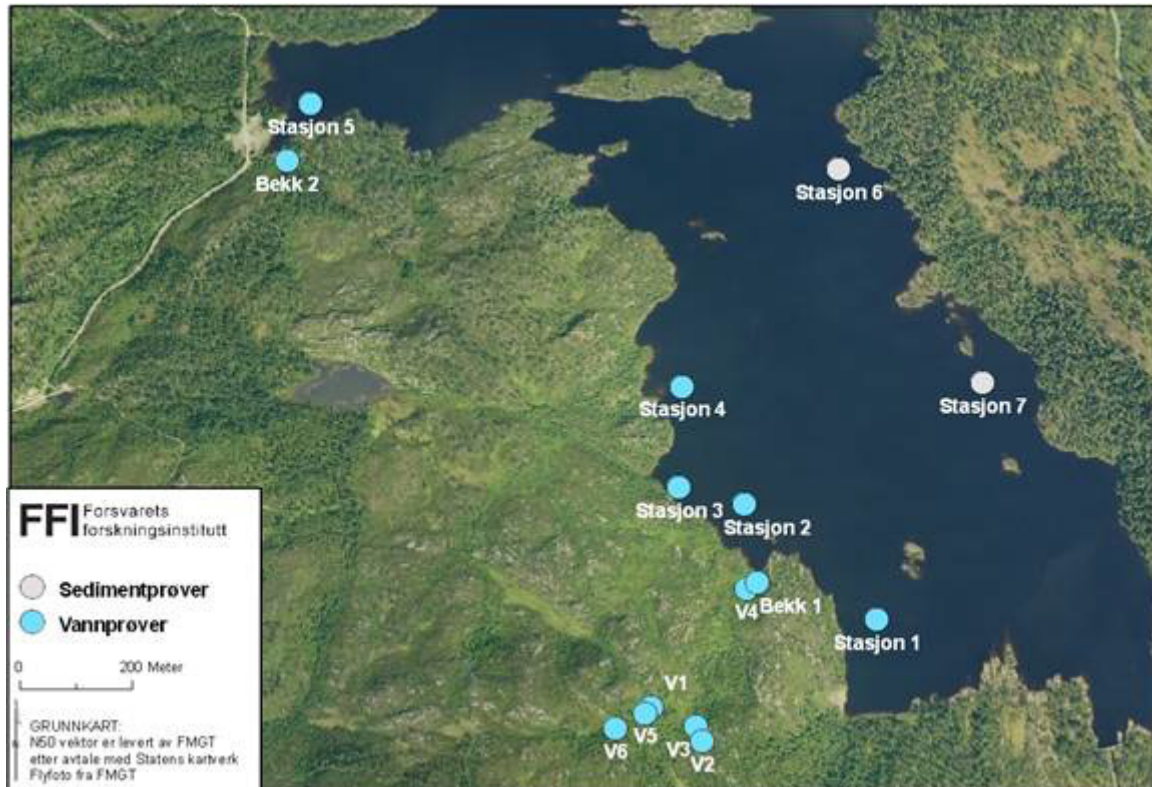 Stasjon 5
Bekk 2
Stasjon 6
Stasjon 4
Stasjon 7
Stasjon 3
Stasjon 2
V4
Bekk 1
Stasjon 1
V1
V5
V6
V3
V2
FFI Forsvarets
forskningsinstitutt
Sedimentprøver
Vannprøver
0 200 Meter
GRUNNKART:
N50 vektor er levert av FMGT
etter avtale med Statens kartverk
Flyfoto fra FMGT